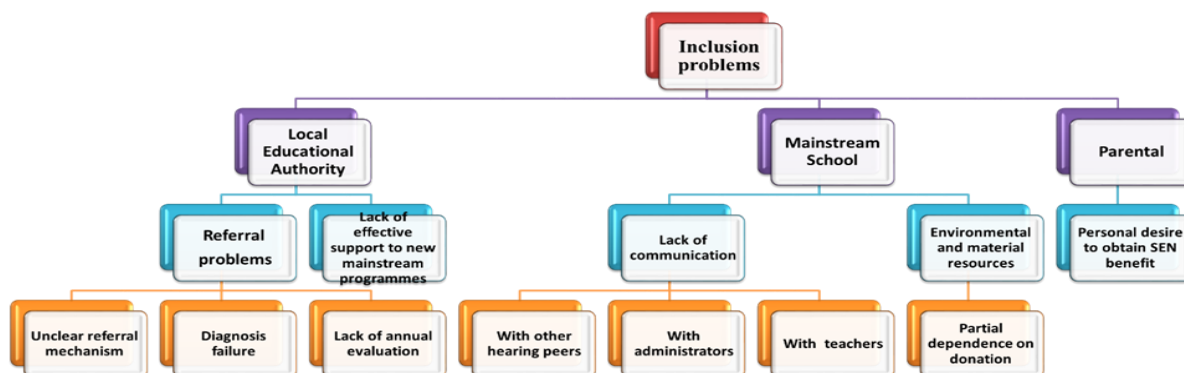 Inclusion
problems
Local
Educational
Authority
Mainstream
School
Parental
Referral
problems
Lack of
effective
support to new
mainstream
programmes
Lack of
communication
Environmental
and material
resources
Personal desire
to obtain SEN
benefit
Unclear referral
mechanism
Diagnosis
failure
Lack of annual
evaluation
With other
hearing peers
With
administrators
With teachers
Partial
dependence on
donation